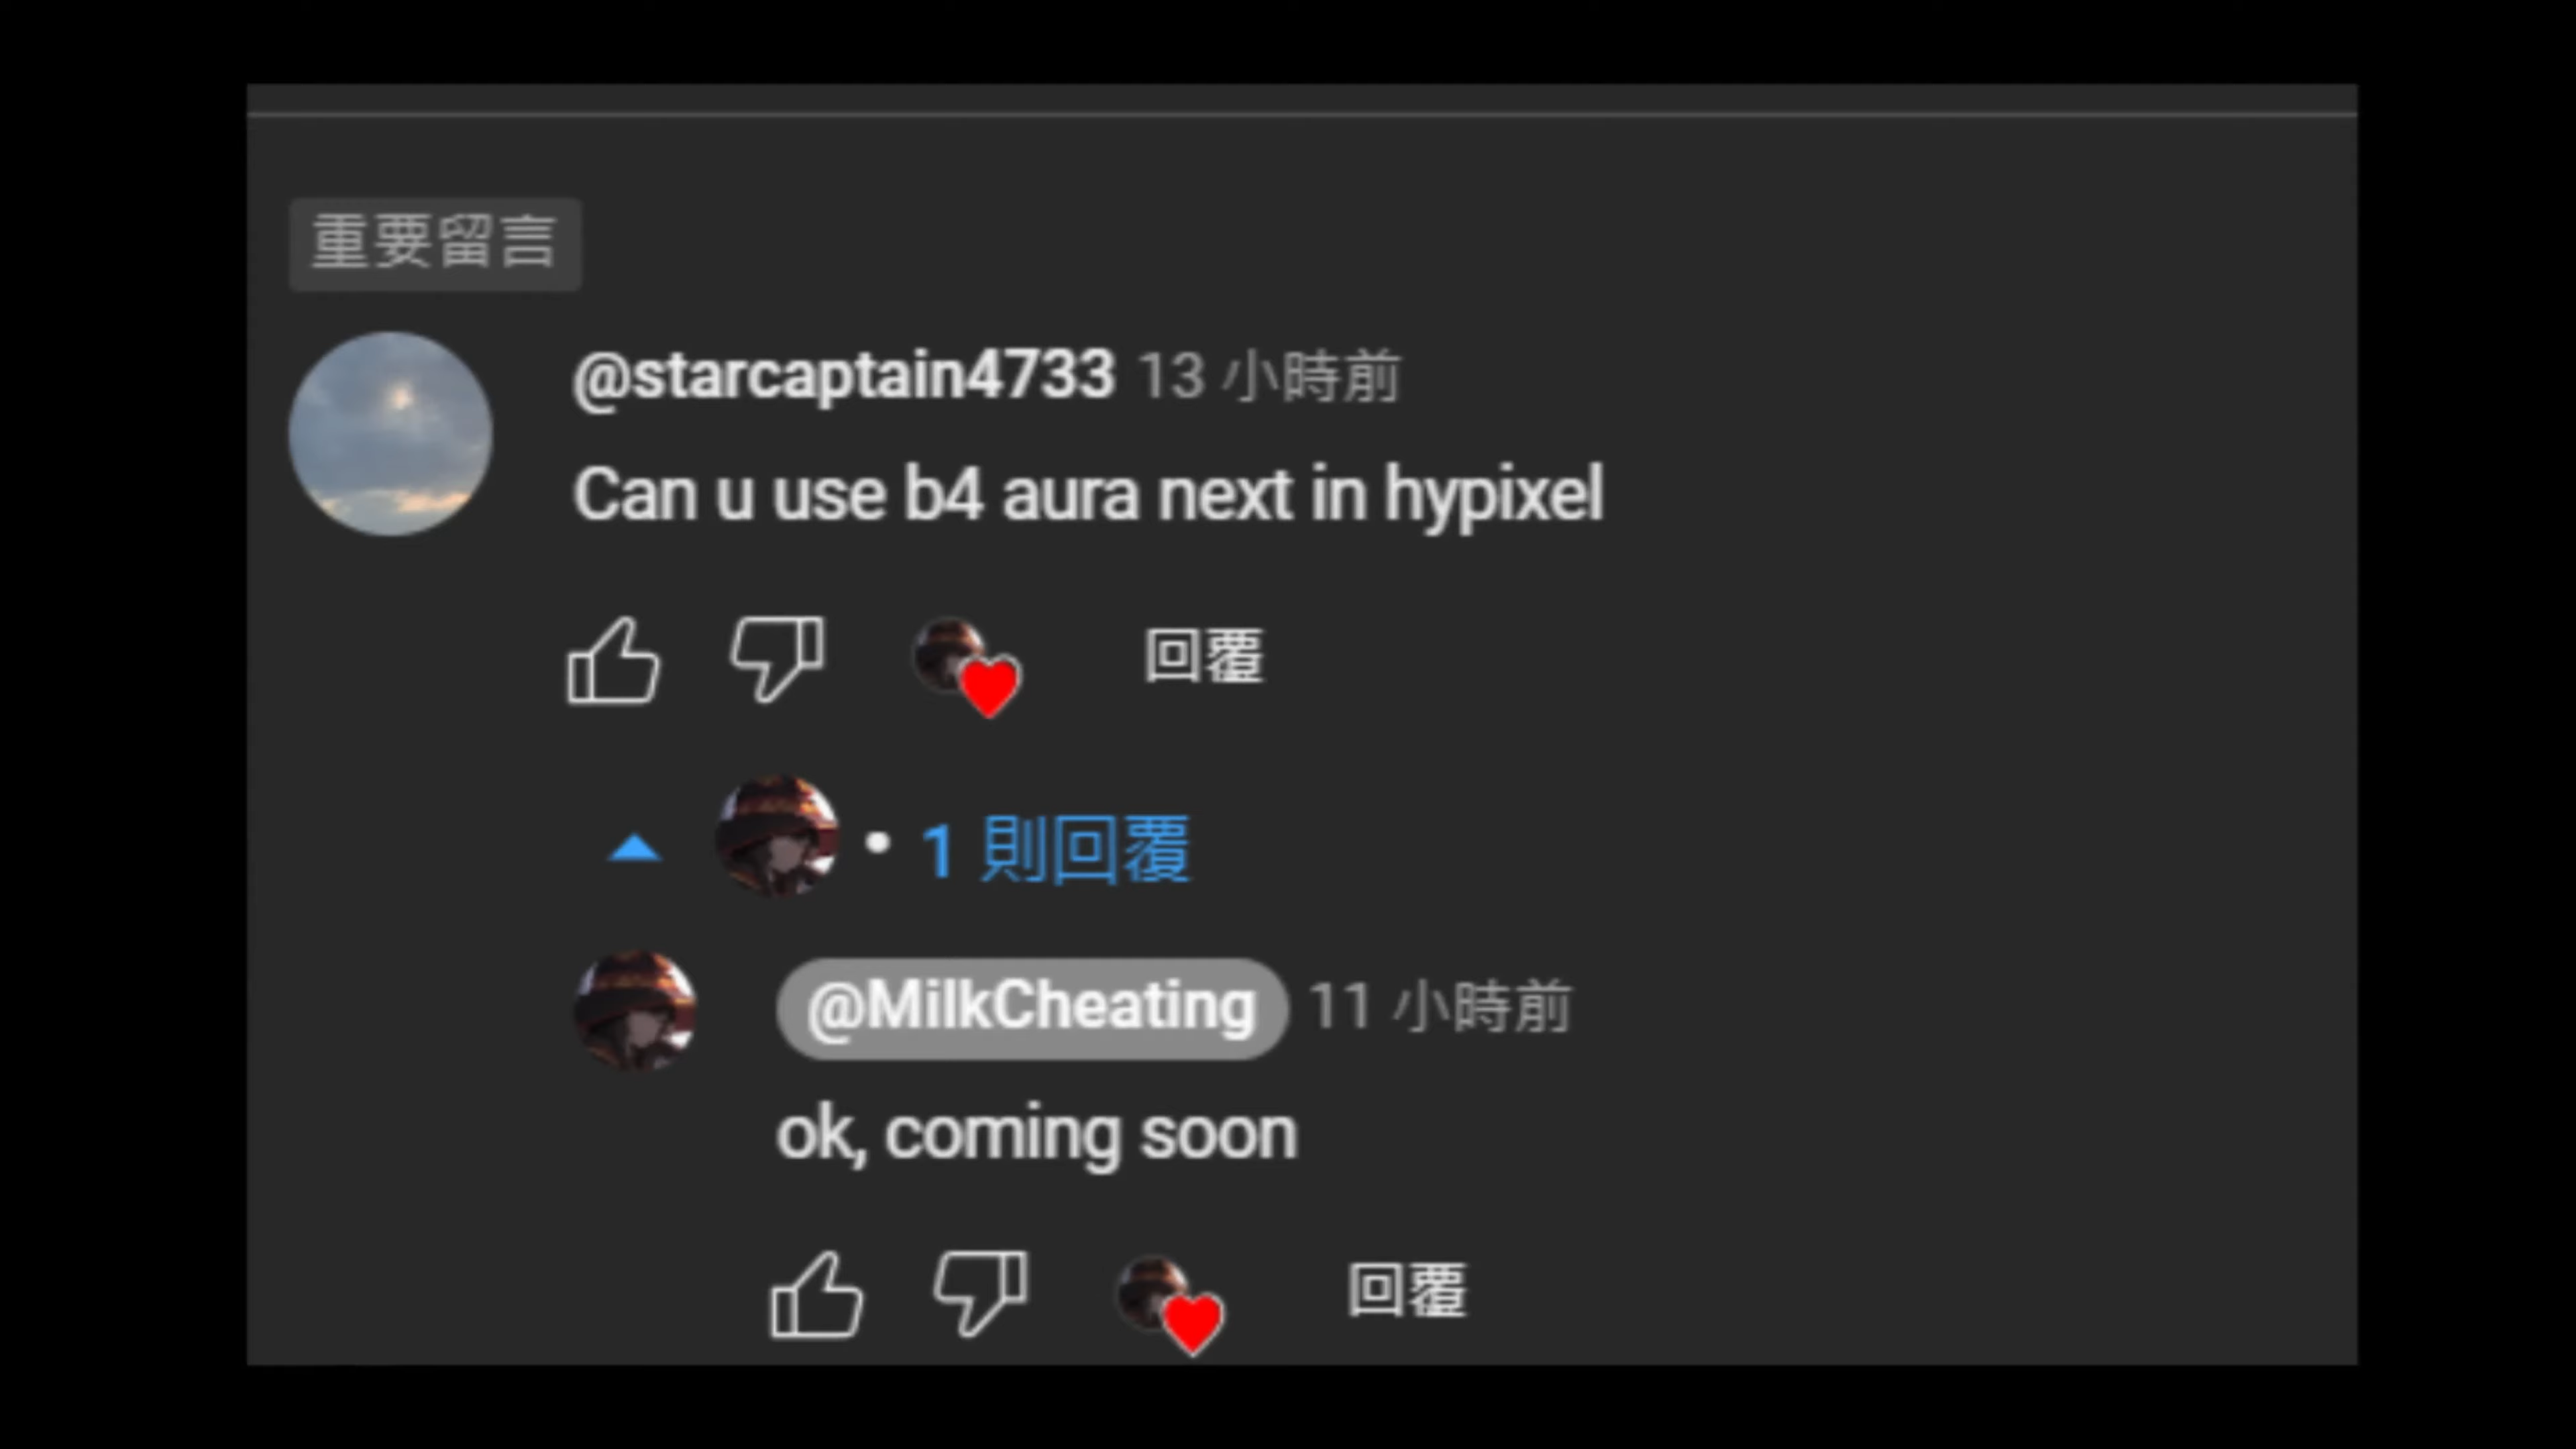 重要留言
@starcaptain4733 13 小時前
Can u use b4 aura next in hypixel
回覆
• 1 則回覆
@MilkCheating 11 小時前
ok, coming soon
回覆